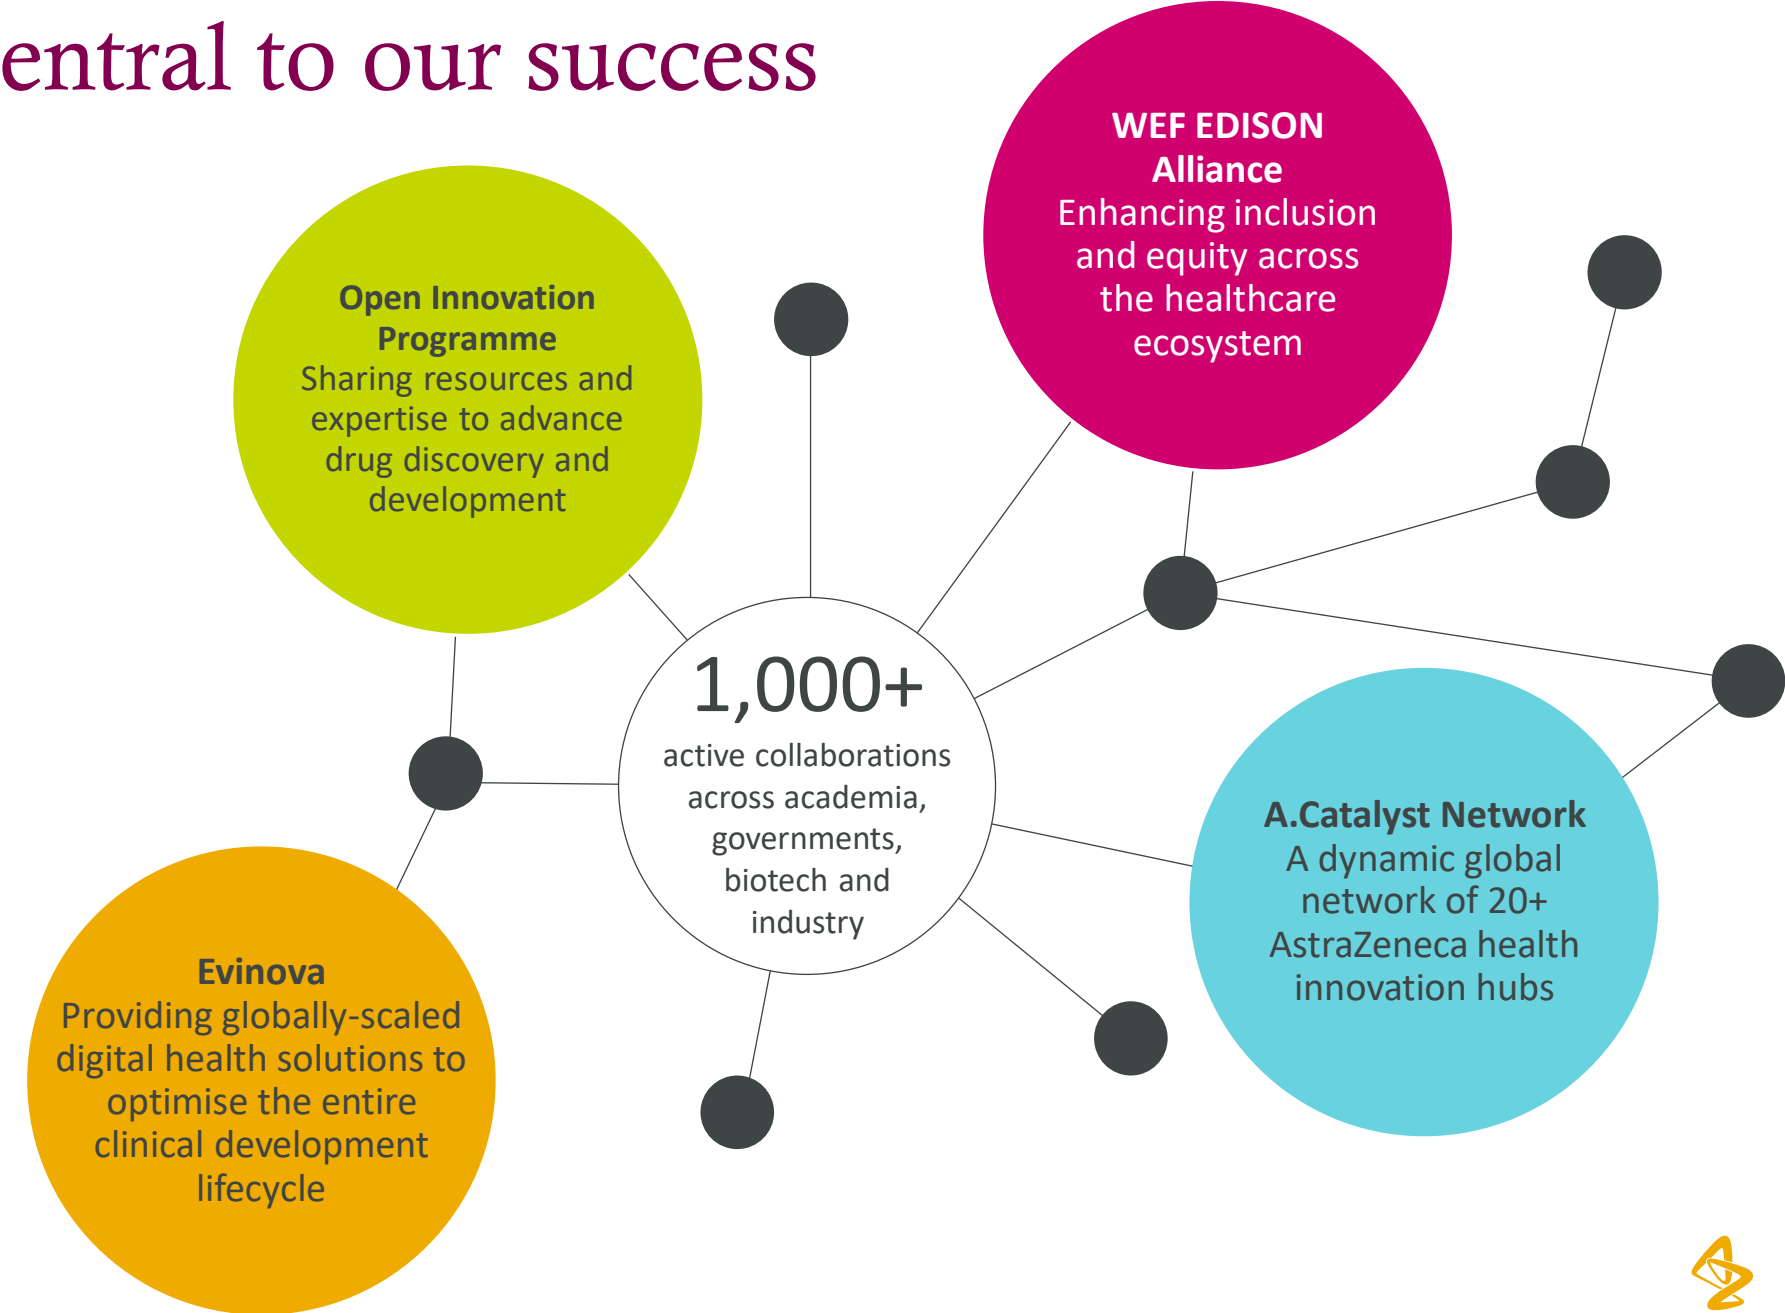 entral to our success
WEF EDISON
Alliance
Enhancing inclusion
and equity across
the healthcare
ecosystem
Open Innovation
Programme
Sharing resources and
expertise to advance
drug discovery and
development
1,000+
active collaborations
across academia,
governments,
biotech and
industry
A.Catalyst Network
A dynamic global
network of 20+
AstraZeneca health
innovation hubs
Evinova
Providing globally-scaled
digital health solutions to
optimise the entire
clinical development
lifecycle